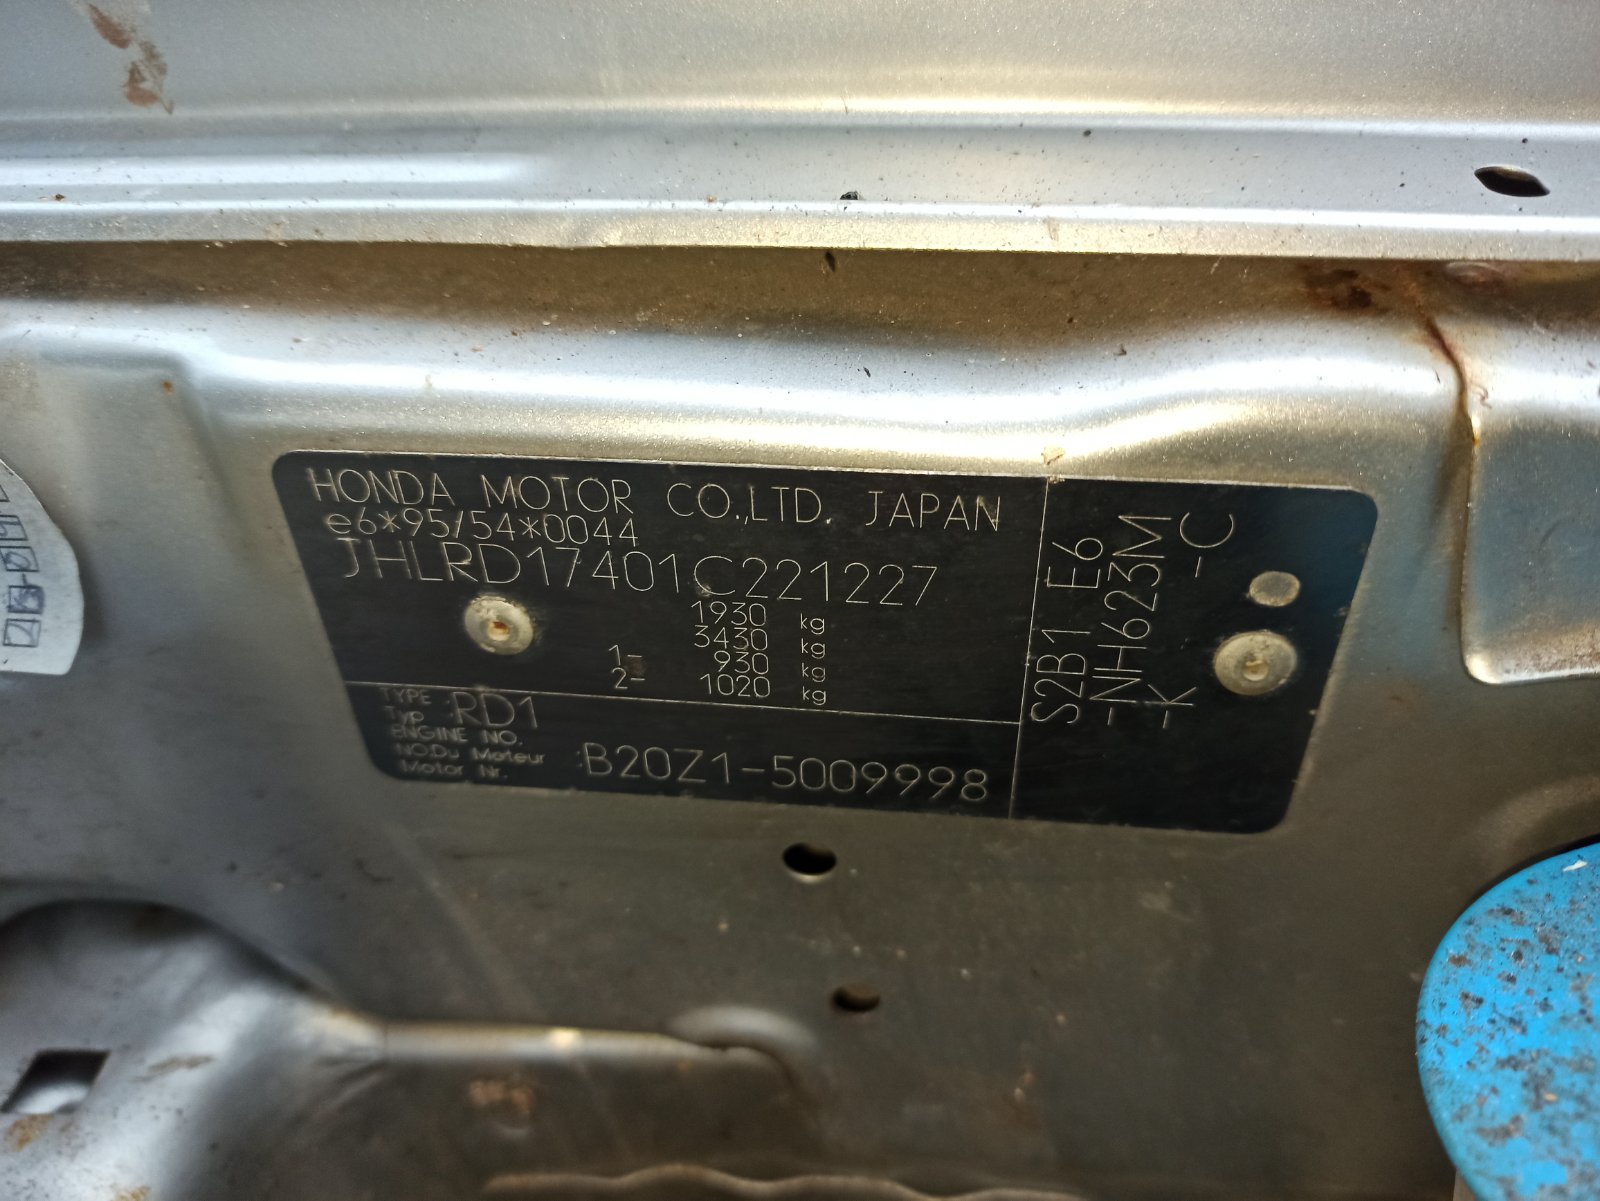 HONDA MOTOR CO.,LTD. JAPAN
e6*95/54*0044
JHLRD17401C221227
1930 kg
3430 kg
1- 930 kg
2- 1020 kg
TYPE
Typ :RD1
ENGINE NO.
NO.Du Moteur :B20Z1-5009998
Motor Nr.
S2B1 E6
-NH623M
-K -C